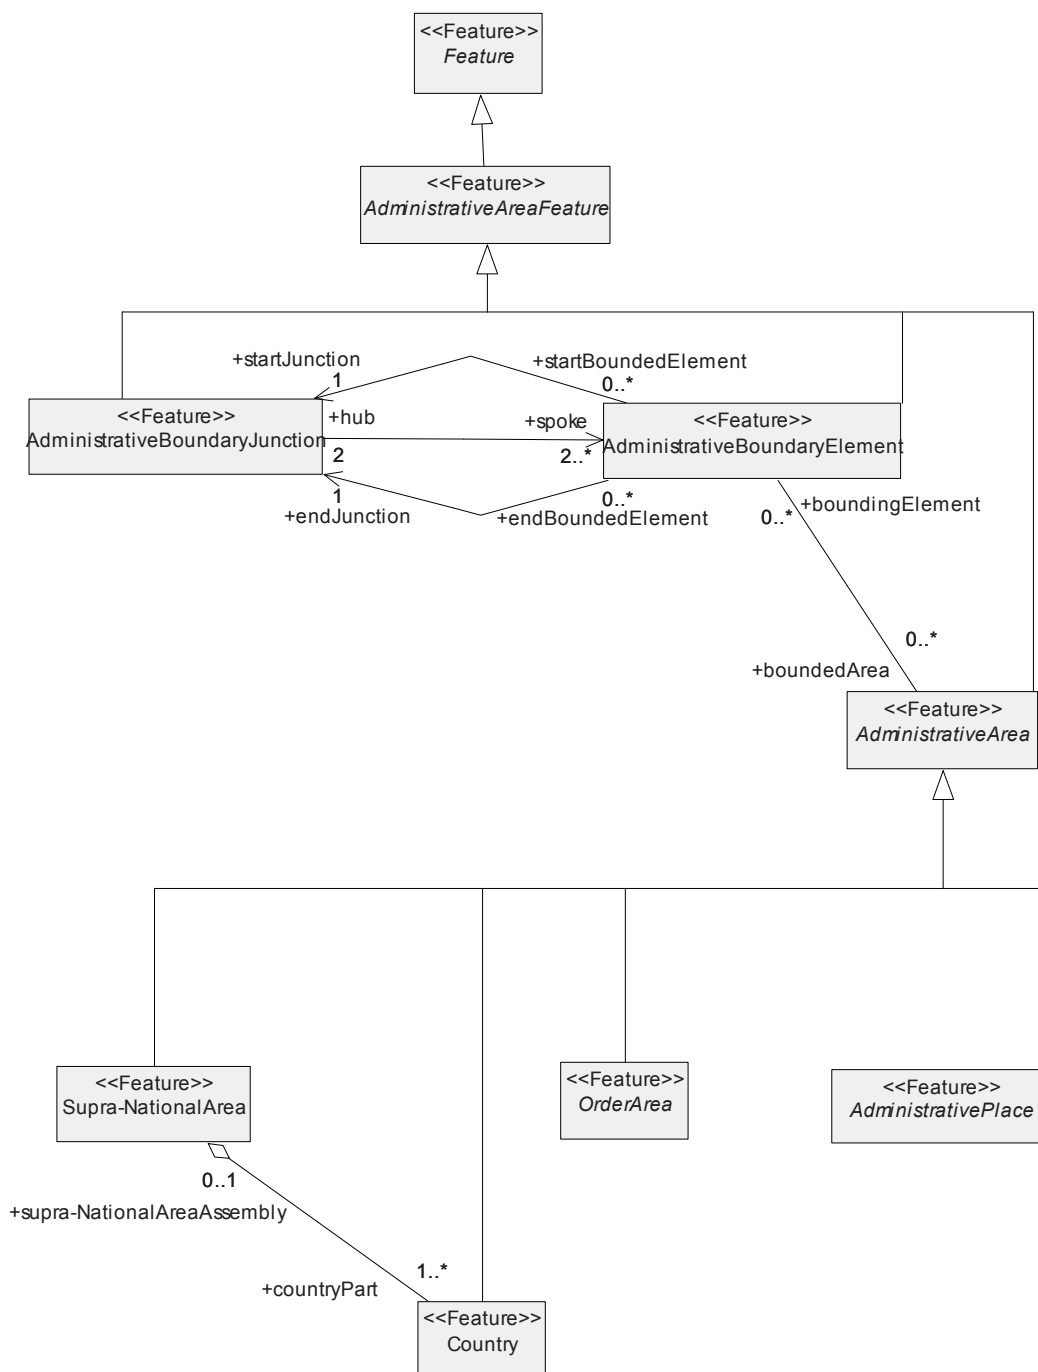 <<Feature>>
Feature
<<Feature>>
AdministrativeAreaFeature
+startJunction
1
+startBoundedElement
0..*
<<Feature>>
AdministrativeBoundaryJunction
+hub
2
+spoke
2..*
<<Feature>>
AdministrativeBoundaryElement
1
+endJunction
0..*
+endBoundedElement
+boundingElement
0..*
0..*
+boundedArea
<<Feature>>
AdministrativeArea
<<Feature>>
Supra-NationalArea
<<Feature>>
OrderArea
<<Feature>>
AdministrativePlace
0..1
+supra-NationalAreaAssembly
1..*
+countryPart
<<Feature>>
Country